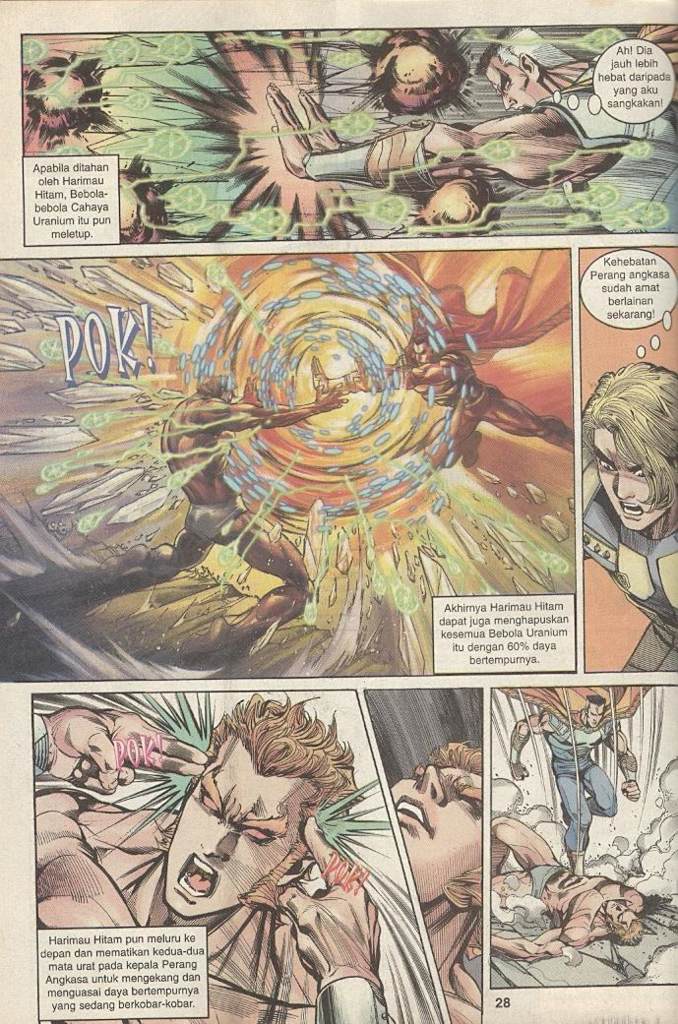 Ah! Dia
jauh lebih
hebat daripada
yang aku
sangkakan!
Apabila ditahan
oleh Harimau
Hitam, Bebola-
bebola Cahaya
Uranium itu pun
meletup.
POK!
Kehebatan
Perang angkasa
sudah amat
berlainan
sekarang!
Akhirnya Harimau Hitam
dapat juga menghapuskan
kesemua Bebola Uranium
itu dengan 60% daya
bertempurnya.
POK!
POK!
Harimau Hitam pun meluru ke
depan dan mematikan kedua-dua
mata urat pada kepala Perang
Angkasa untuk mengekang dan
menguasai daya bertempurnya
yang sedang berkobar-kobar.
28